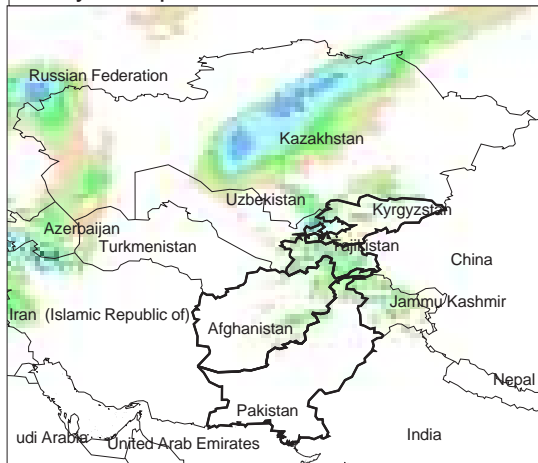 Russian Federation
Kazakhstan
Uzbekistan
Kyrgyzstan
Azerbaijan
Turkmenistan
Tajikistan
China
Iran (Islamic Republic of)
Jammu/Kashmir
Afghanistan
Nepal
Pakistan
udi Arabia
United Arab Emirates
India